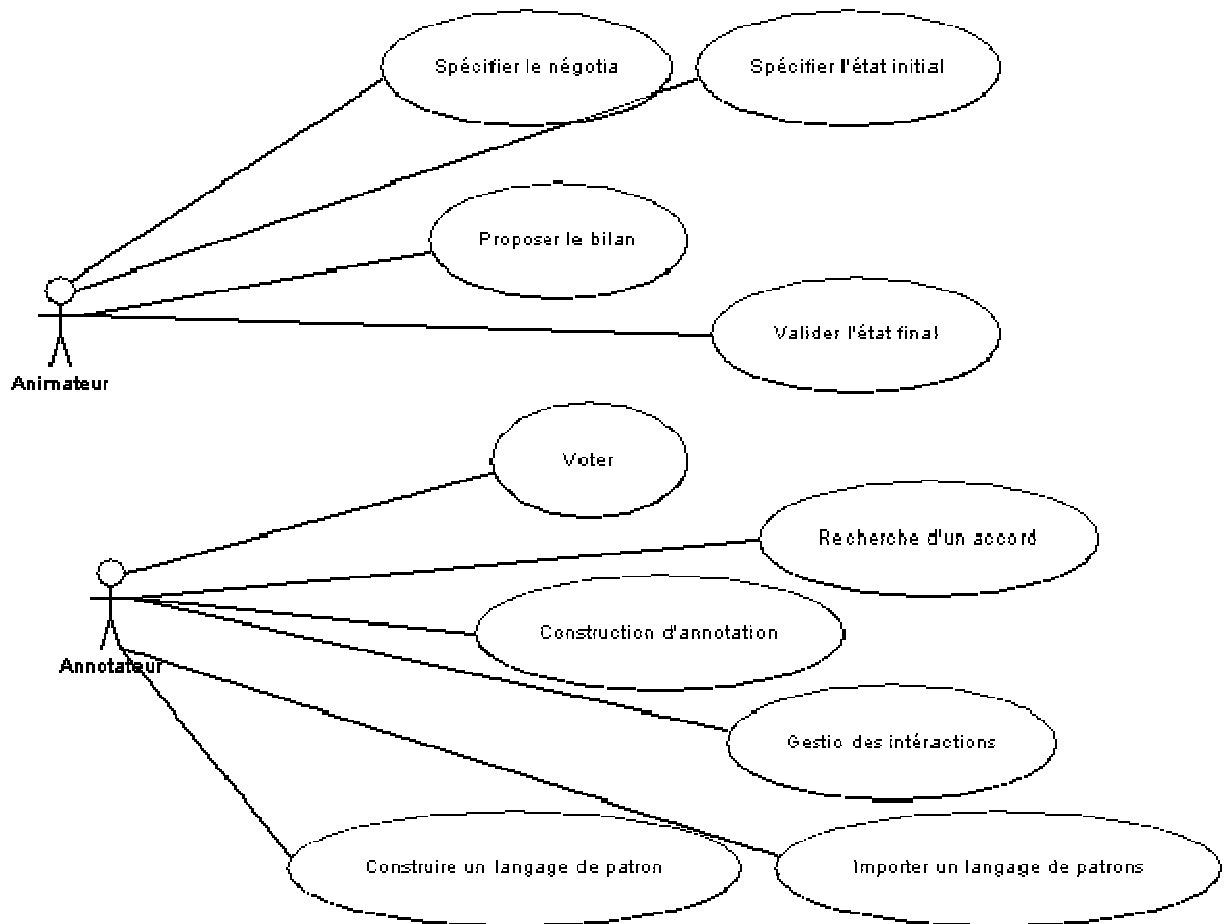 Spécifier le négotia
Spécifier l'état initial
Proposer le bilan
Valider l'état final
Animateur
Voter
Recherche d'un accord
Construction d'annotation
Annotateur
Gestio des intéractions
Construire un langage de patron
Importer un langage de patrons